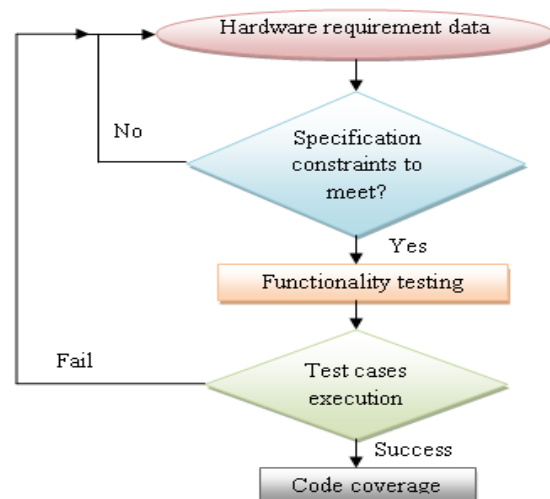 Hardware requirement data
No
Specification
constraints to
meet?
Yes
Functionality testing
Fail
Test cases
execution
Success
Code coverage